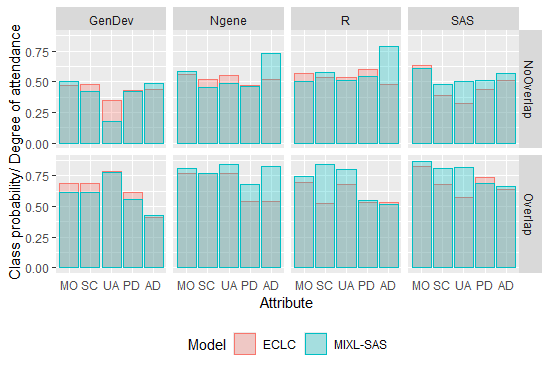 GenDev Ngene R SAS
Class probability/ Degree of attendance
0.75
0.50
0.25
0.00
NoOverlap
0.75
0.50
0.25
0.00
Overlap
MO SC UA PD AD MO SC UA PD AD MO SC UA PD AD MO SC UA PD AD
Attribute
Model ECLC MIXL-SAS